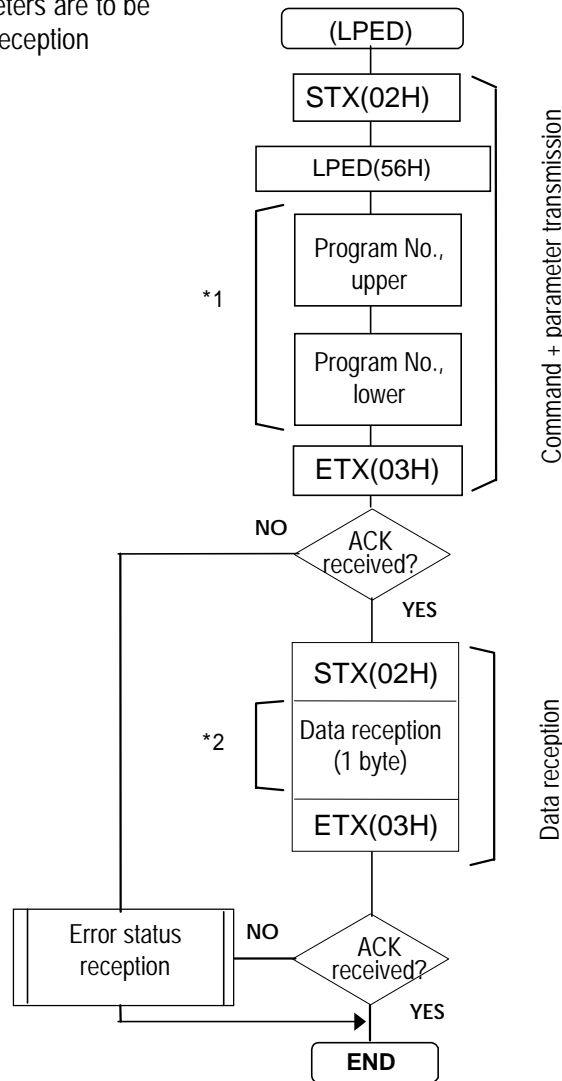 eters are to be
eception
(LPED)
STX(02H)
LPED(56H)
*1
Program No.,
upper
Program No.,
lower
ETX(03H)
Command + parameter transmission
NO
ACK
received?
YES
STX(02H)
*2
Data reception
(1 byte)
ETX(03H)
Data reception
Error status
reception
NO
ACK
received?
YES
END